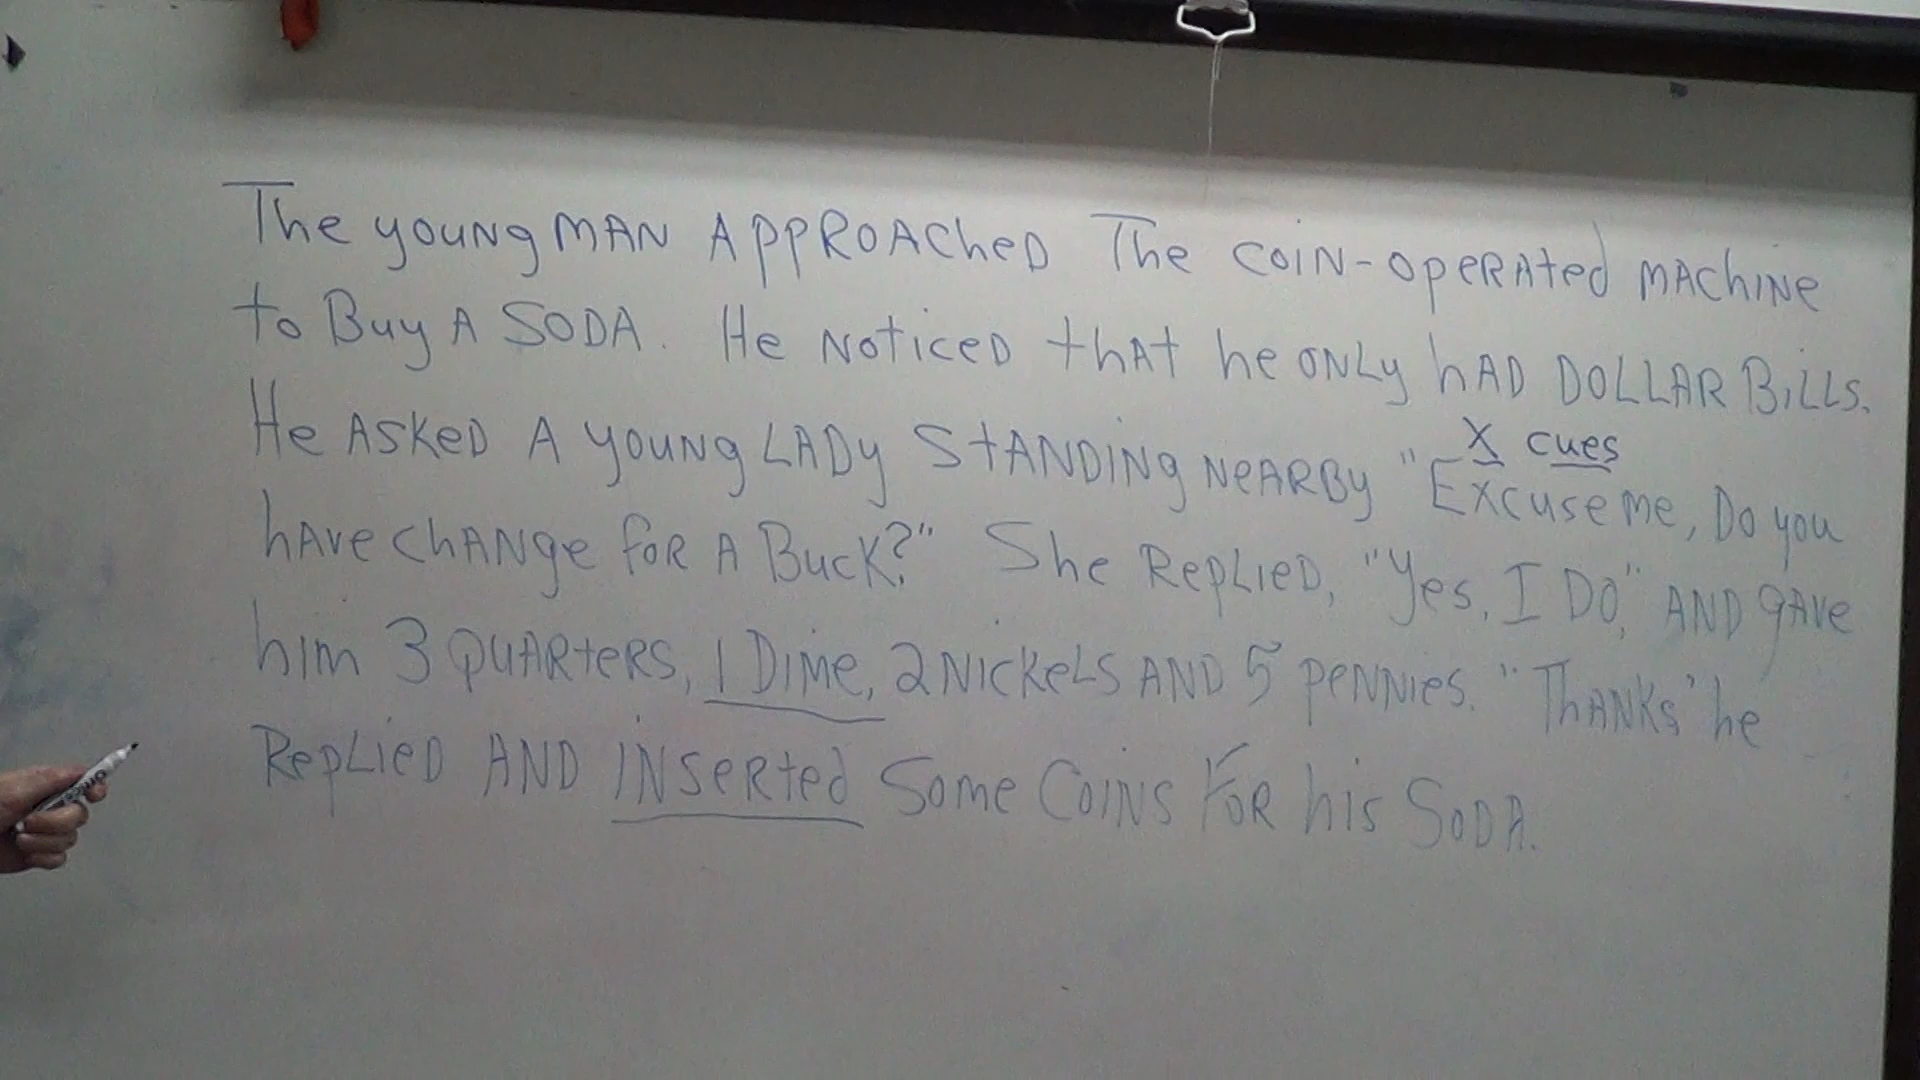 The young man approached the coin-operated machine
to Buy a soda. He noticed that he only had dollar Bills.
x cues
He asked a young lady standing nearby "Excuse me, Do you
have change for a Buck?" She replied, "Yes, I Do," and gave
him 3 quarters, 1 Dime, 2 Nickels and 5 pennies. "Thanks' he
Replied and inserted some coins for his soda.